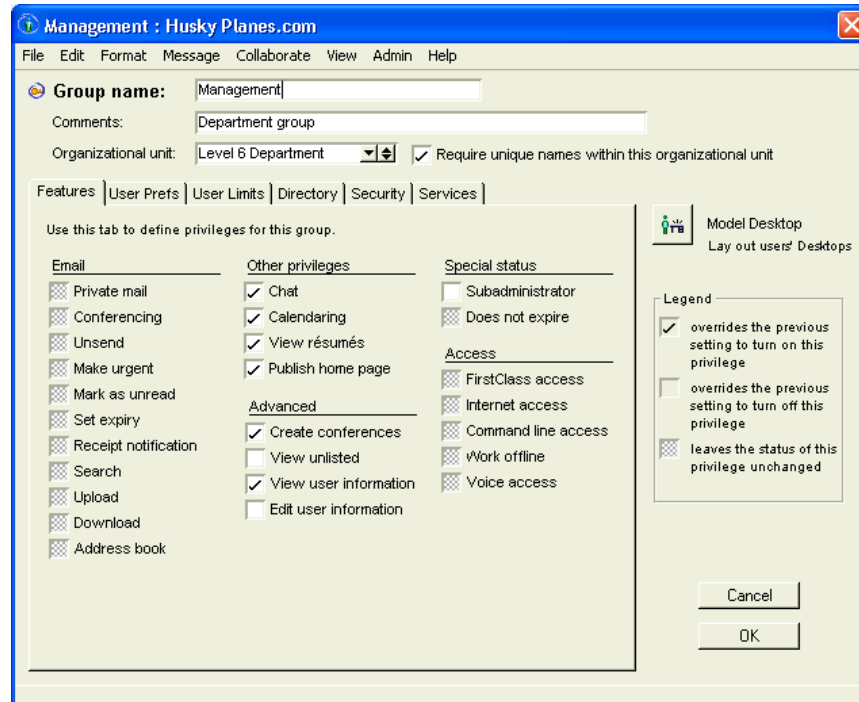 Management : Husky Planes.com
File Edit Format Message Collaborate View Admin Help
Group name: Management
Comments: Department group
Organizational unit: Level 6 Department Require unique names within this organizational unit
Features User Prefs User Limits Directory Security Services
Use this tab to define privileges for this group.
Email
Private mail
Conferencing
Unsend
Make urgent
Mark as unread
Set expiry
Receipt notification
Search
Upload
Download
Address book
Other privileges
Chat
Calendaring
View résumés
Publish home page
Advanced
Create conferences
View unlisted
View user information
Edit user information
Special status
Subadministrator
Does not expire
Access
FirstClass access
Internet access
Command line access
Work offline
Voice access
Model Desktop
Lay out users' Desktops
Legend
overrides the previous
setting to turn on this
privilege
overrides the previous
setting to turn off this
privilege
leaves the status of this
privilege unchanged
Cancel
OK